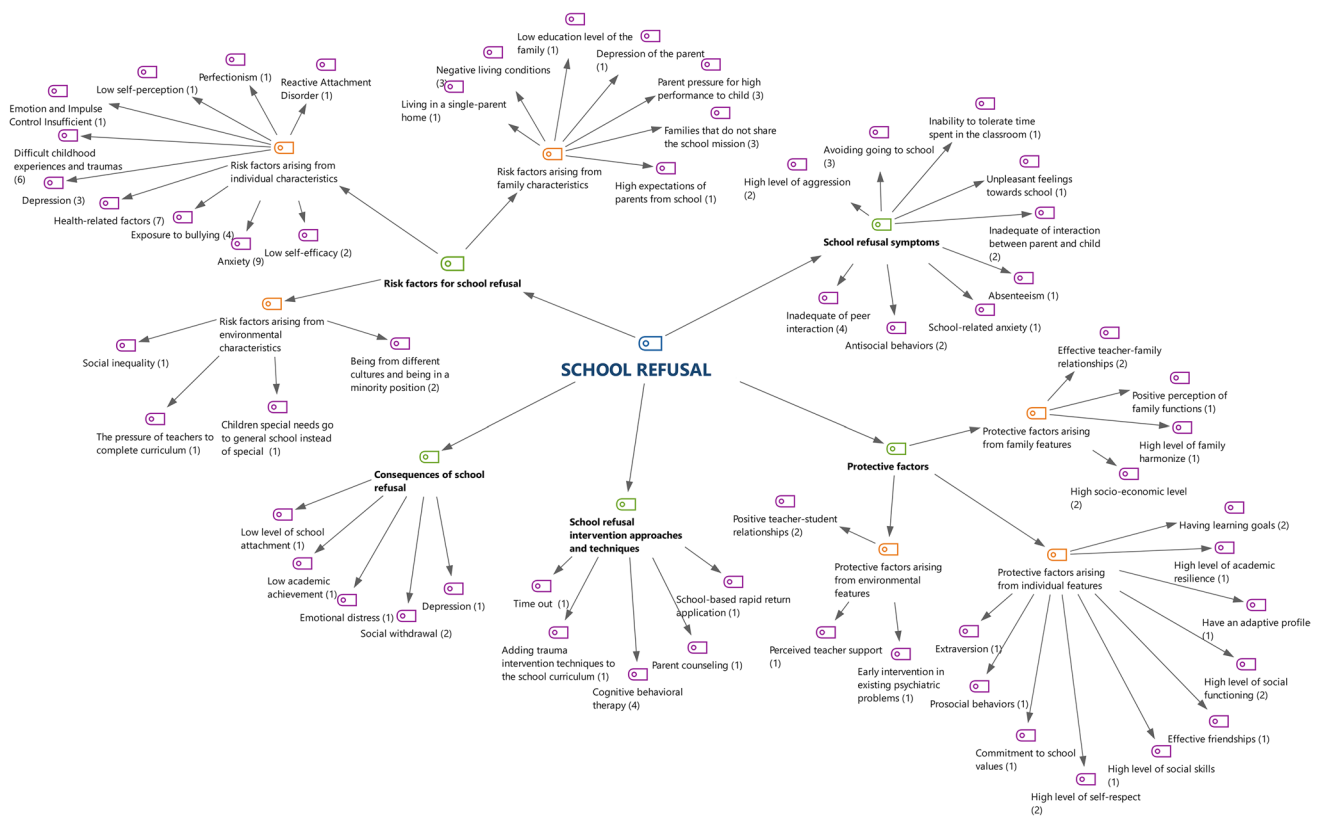 Low education level of the
family (1)
Depression of the parent
(1)
Negative living conditions
(3)
Parent pressure for high
performance to child (3)
Living in a single-parent
home (1)
Families that do not share
the school mission (3)
Risk factors arising from
family characteristics
High expectations of
parents from school (1)
Perfectionism (1)
Reactive Attachment
Disorder (1)
Low self-perception (1)
Emotion and Impulse
Control Insufficient (1)
Difficult childhood
experiences and traumas
(6)
Risk factors arising from
individual characteristics
Depression (3)
Health-related factors (7)
Exposure to bullying (4)
Anxiety (9)
Low self-efficacy (2)
Risk factors for school refusal
Risk factors arising from
environmental
characteristics
Social inequality (1)
Being from different
cultures and being in a
minority position (2)
The pressure of teachers to
complete curriculum (1)
Children special needs go
to general school instead
of special (1)
Inability to tolerate time
spent in the classroom (1)
Avoiding going to school
(3)
High level of aggression
(2)
Unpleasant feelings
towards school (1)
School refusal symptoms
Inadequate of interaction
between parent and child
(2)
Absenteeism (1)
Inadequate of peer
interaction (4)
School-related anxiety (1)
Antisocial behaviors (2)
SCHOOL REFUSAL
Effective teacher-family
relationships (2)
Positive perception of
family functions (1)
Protective factors arising
from family features
High level of family
harmonize (1)
High socio-economic level
(2)
Protective factors
Consequences of school
refusal
Low level of school
attachment (1)
Low academic
achievement (1)
Emotional distress (1)
Social withdrawal (2)
Depression (1)
School refusal
intervention approaches
and techniques
Time out (1)
School-based rapid return
application (1)
Adding trauma
intervention techniques to
the school curriculum (1)
Parent counseling (1)
Cognitive behavioral
therapy (4)
Positive teacher-student
relationships (2)
Protective factors arising
from environmental
features
Perceived teacher support
(1)
Early intervention in
existing psychiatric
problems (1)
Having learning goals (2)
High level of academic
resilience (1)
Protective factors arising
from individual features
Have an adaptive profile
(1)
Extraversion (1)
High level of social
functioning (2)
Prosocial behaviors (1)
Effective friendships (1)
Commitment to school
values (1)
High level of social skills
(1)
High level of self-respect
(2)